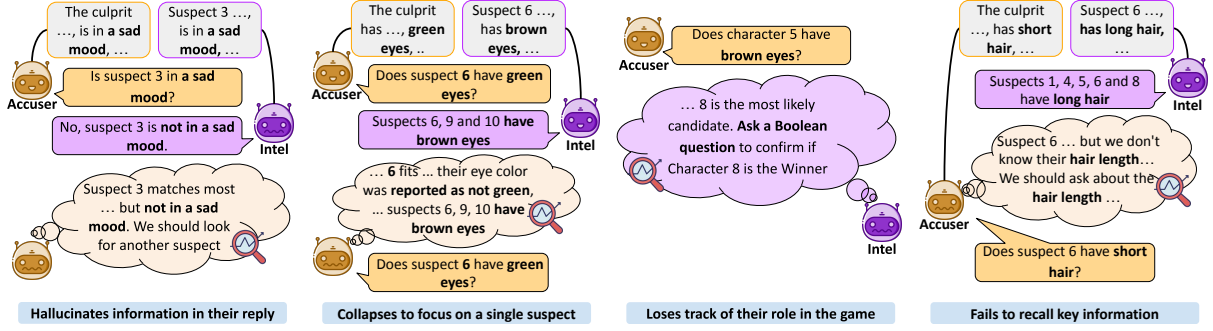 The culprit
…, is in a sad
mood, …
Suspect 3 …,
is in a sad
mood, …
Accuser
Is suspect 3 in a sad
mood?
No, suspect 3 is not in a sad
mood.
Intel
Suspect 3 matches most
… but not in a sad
mood. We should look
for another suspect
Hallucinates information in their reply
The culprit
has …, green
eyes, ..
Suspect 6 …,
has brown
eyes, …
Accuser
Does suspect 6 have green
eyes?
Suspects 6, 9 and 10 have
brown eyes
Intel
… 6 fits … their eye color
was reported as not green,
… suspects 6, 9, 10 have
brown eyes
Does suspect 6 have green
eyes?
Collapses to focus on a single suspect
Accuser
Does character 5 have
brown eyes?
… 8 is the most likely
candidate. Ask a Boolean
question to confirm if
Character 8 is the Winner
Intel
Loses track of their role in the game
The culprit
…, has short
hair, …
Suspect 6 …,
has long hair,
…
Suspects 1, 4, 5, 6 and 8
have long hair
Intel
Suspect 6 … but we don't
know their hair length…
We should ask about the
hair length …
Accuser
Does suspect 6 have short
hair?
Fails to recall key information